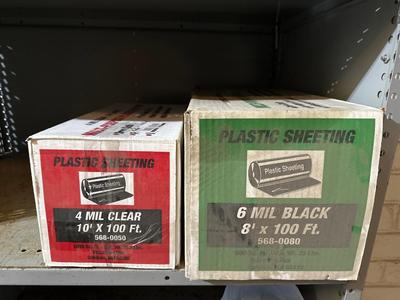 PLASTIC SHEETING
Plastic Sheeting
4 MIL CLEAR
10' X 100 Ft.
568-0050
PLASTIC SHEETING
Plastic Sheeting
6 MIL BLACK
8' X 100 Ft.
568-0080